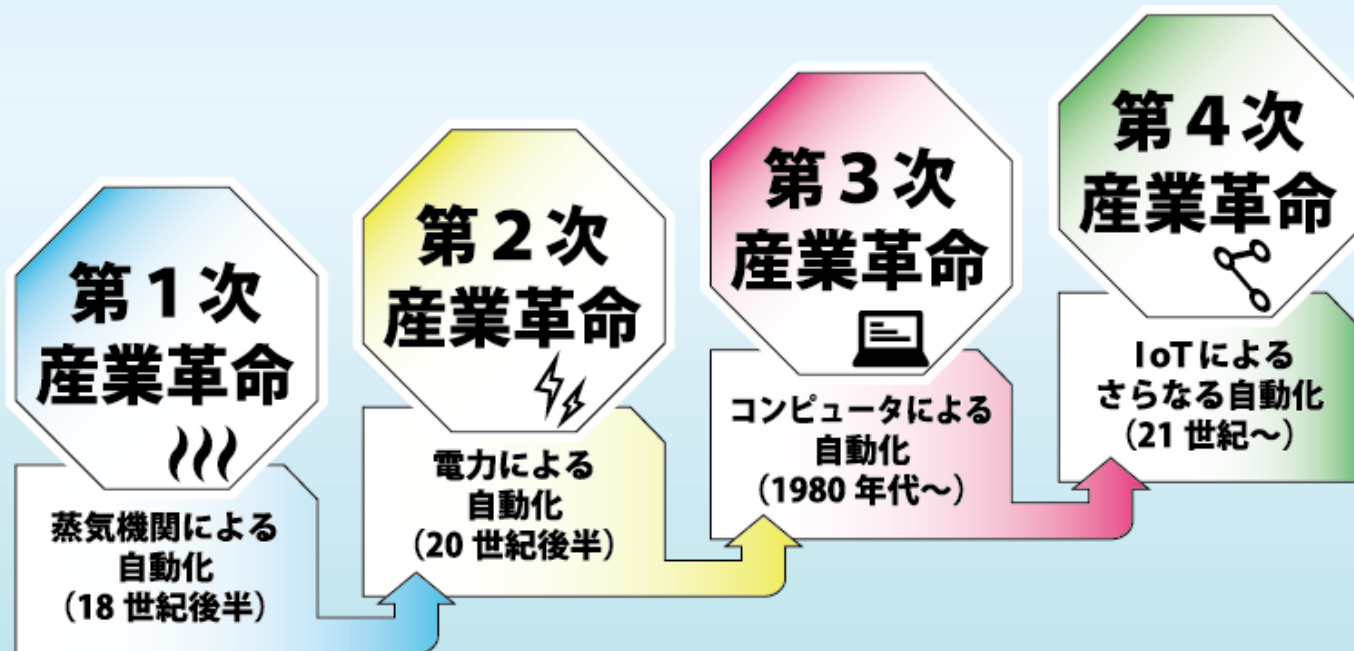 第1次
産業革命
蒸気機関による
自動化
（18 世紀後半）
第2次
産業革命
電力による
自動化
（20 世紀後半）
第3次
産業革命
コンピュータによる
自動化
（1980 年代～）
第4次
産業革命
IoTによる
さらなる自動化
（21 世紀～）